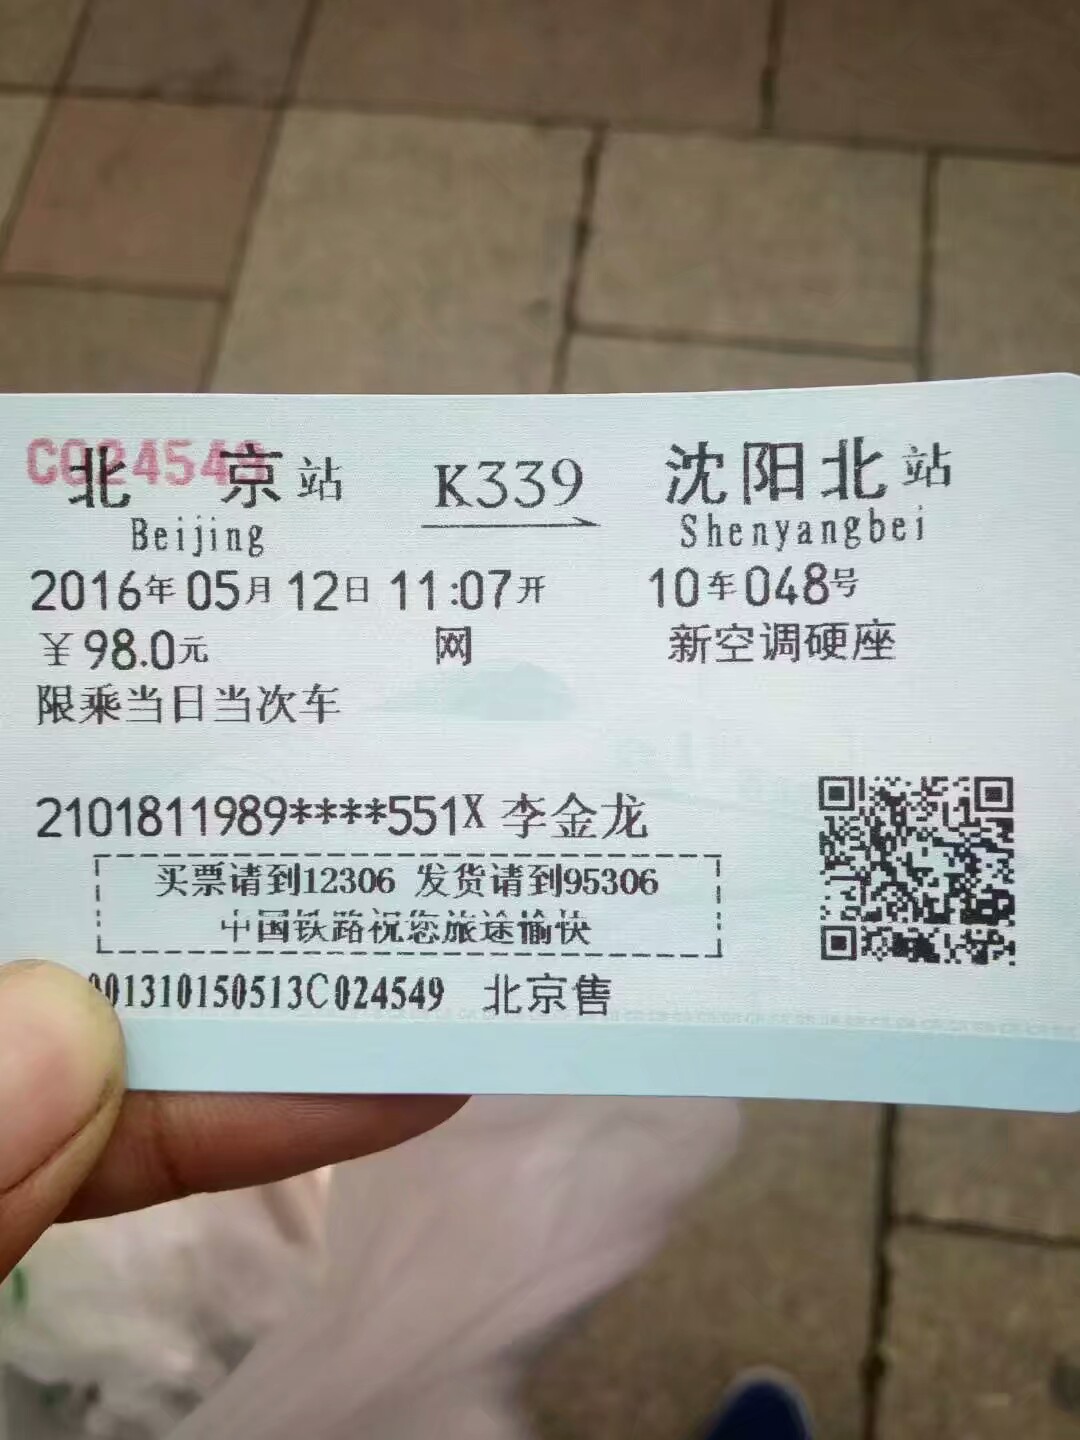 C024549
北京站 K339 沈阳北站
Beijing Shenyangbei
2016年05月12日 11:07开 10车048号
￥98.0元 网 新空调硬座
限乘当日当次车
2101811989****551X 李金龙
买票请到12306 发货请到95306
中国铁路祝您旅途愉快
001310150513C024549 北京售